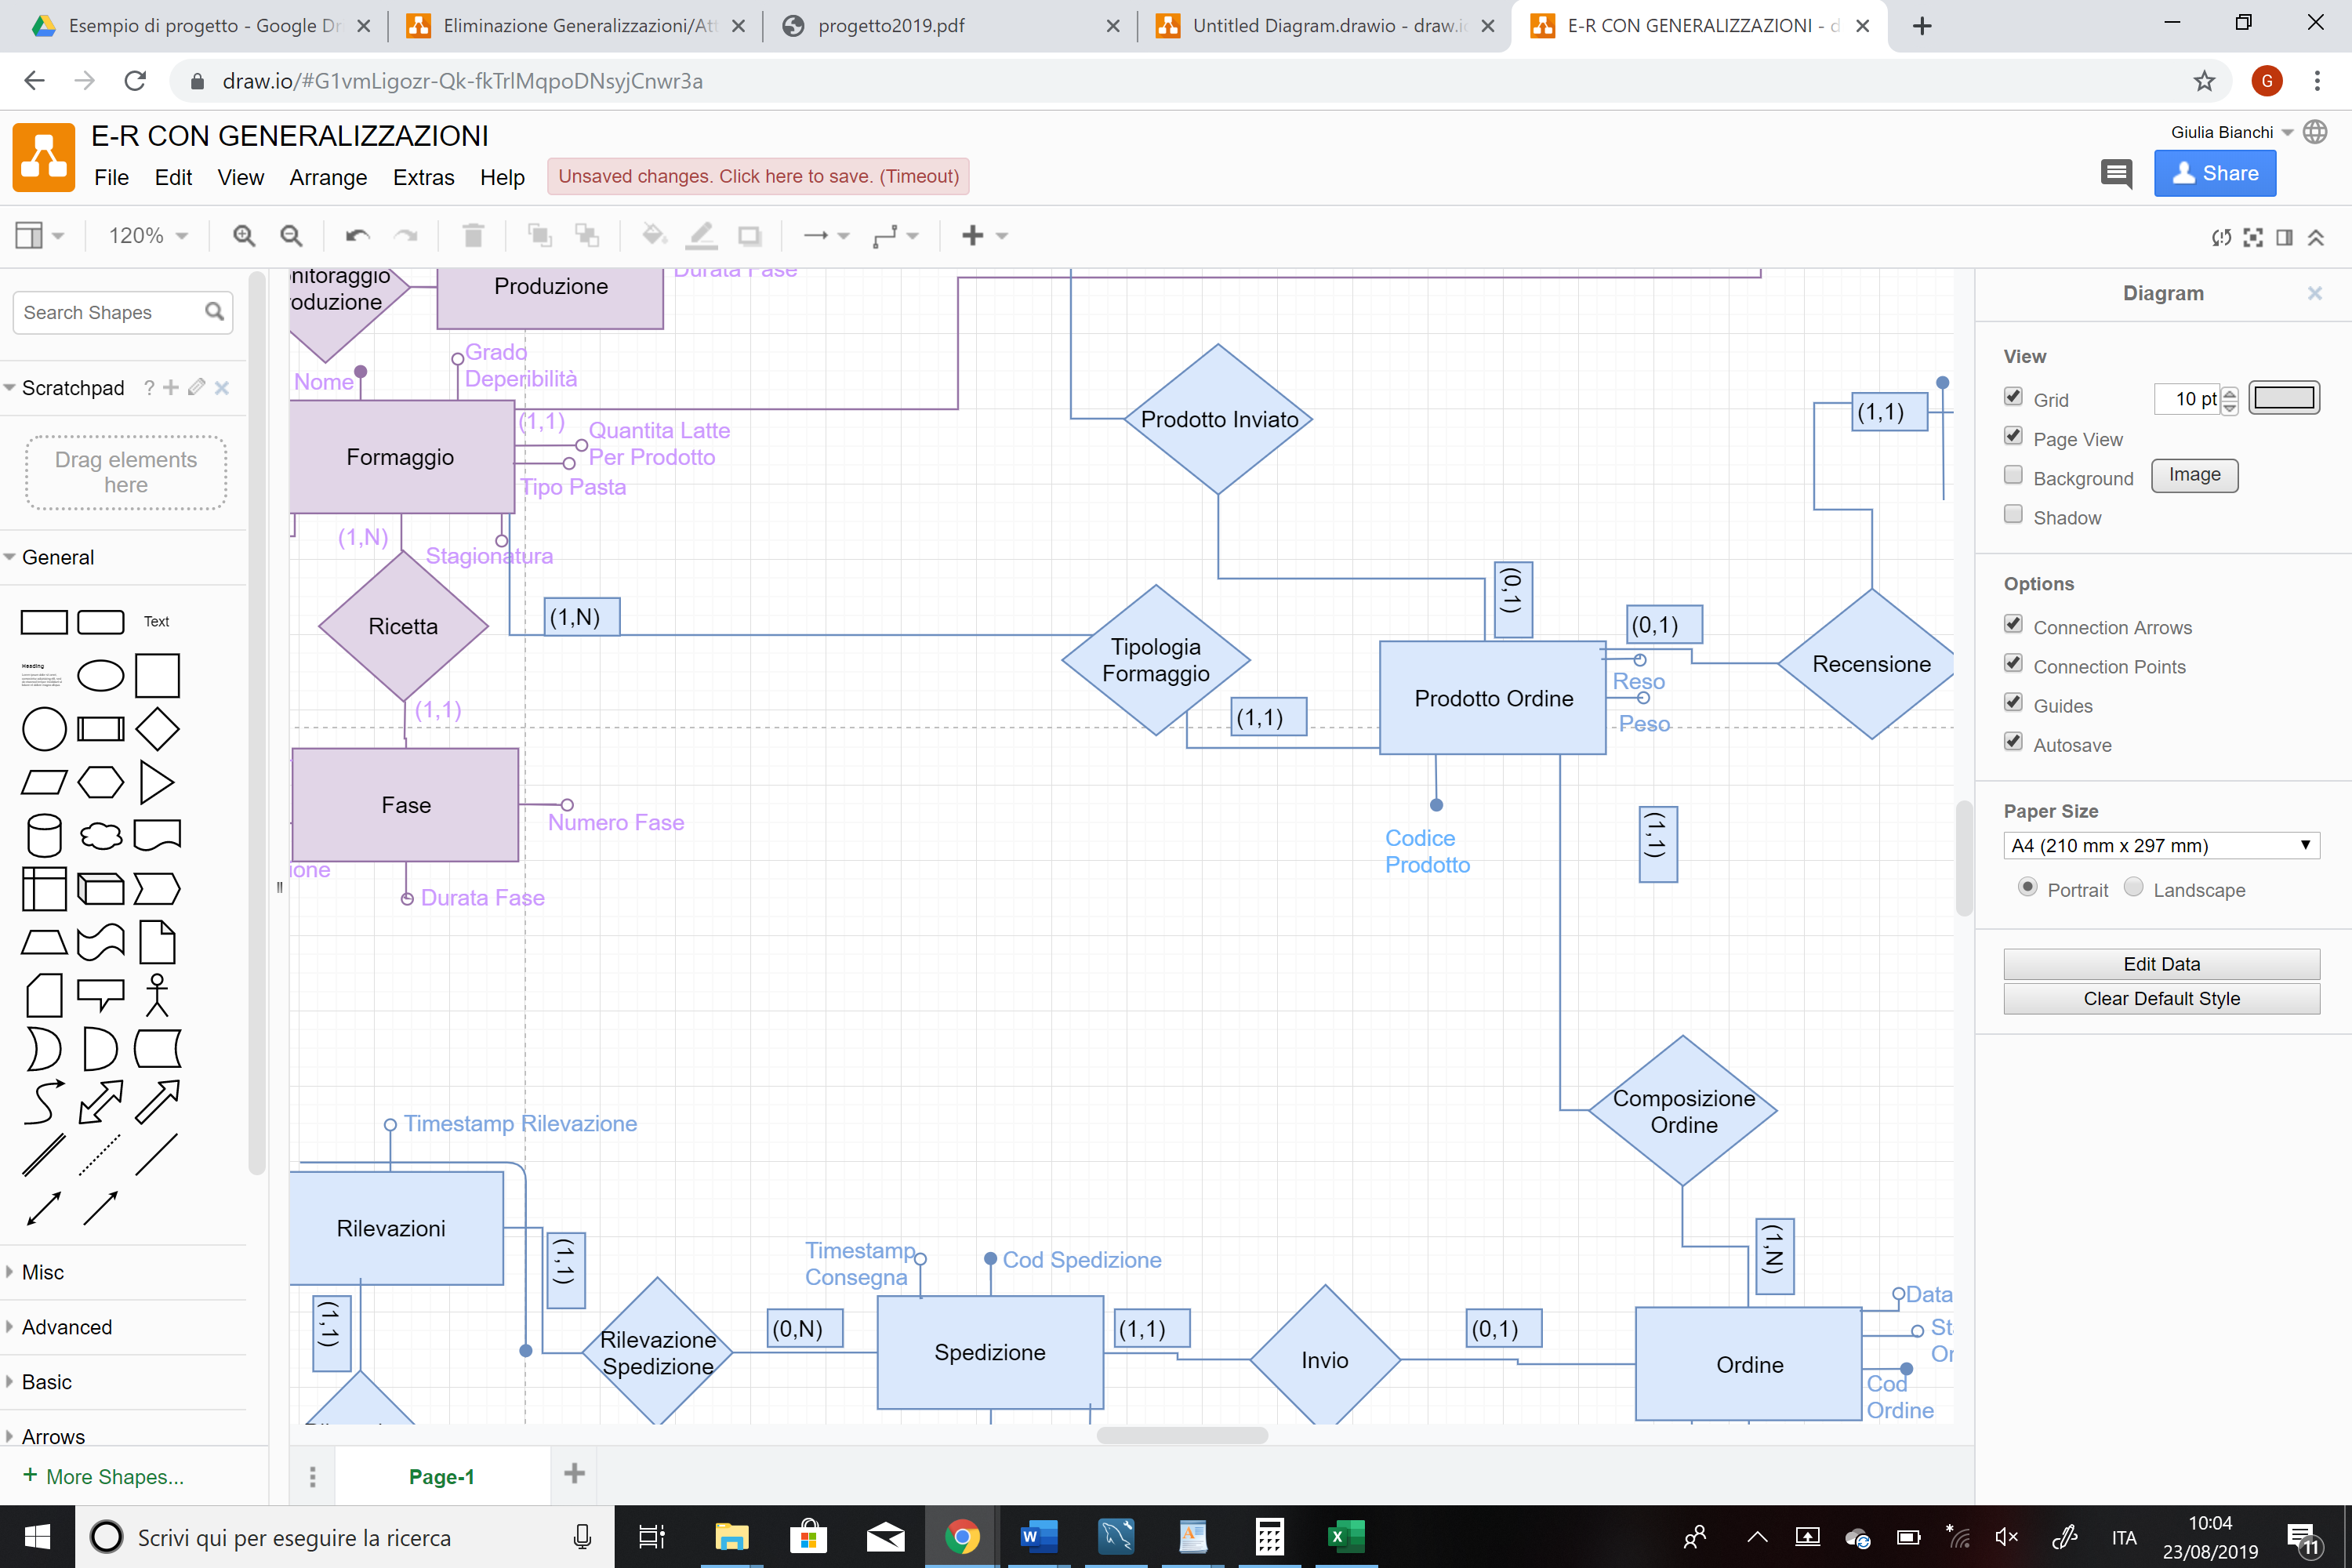 Esempio di progetto - Google Dr
Eliminazione Generalizzazioni/Att
progetto2019.pdf
Untitled Diagram.drawio - draw.io
E-R CON GENERALIZZAZIONI - d
draw.io/#G1vmLigozr-Qk-fkTrlMqpoDNsyjCnwr3a
G
E-R CON GENERALIZZAZIONI
Giulia Bianchi
File Edit View Arrange Extras Help
Unsaved changes. Click here to save. (Timeout)
Share
120%
Search Shapes
Scratchpad
?
Drag elements
here
General
Text
Heading
Misc
Advanced
Basic
Arrows
+ More Shapes...
nitoraggio
oduzione
Produzione
Durata Fase
Nome
Grado
Deperibilità
(1,1)
Formaggio
Quantita Latte
Per Prodotto
Tipo Pasta
(1,N)
Stagionatura
Ricetta
(1,N)
(1,1)
Fase
Numero Fase
ione
Durata Fase
Prodotto Inviato
(1,1)
(0,1)
(0,1)
Tipologia
Formaggio
(1,1)
Prodotto Ordine
Reso
Peso
Recensione
Codice
Prodotto
(1,1)
Composizione
Ordine
(1,N)
Timestamp Rilevazione
Rilevazioni
(1,1)
(1,1)
Rilevazione
Spedizione
(0,N)
Timestamp
Consegna
Cod Spedizione
Spedizione
(1,1)
Invio
(0,1)
Ordine
Data
St
Or
Cod
Ordine
Page-1
Diagram
View
Grid
10 pt
Page View
Background
Image
Shadow
Options
Connection Arrows
Connection Points
Guides
Autosave
Paper Size
A4 (210 mm x 297 mm)
Portrait
Landscape
Edit Data
Clear Default Style
Scrivi qui per eseguire la ricerca
ITA
10:04
23/08/2019
11